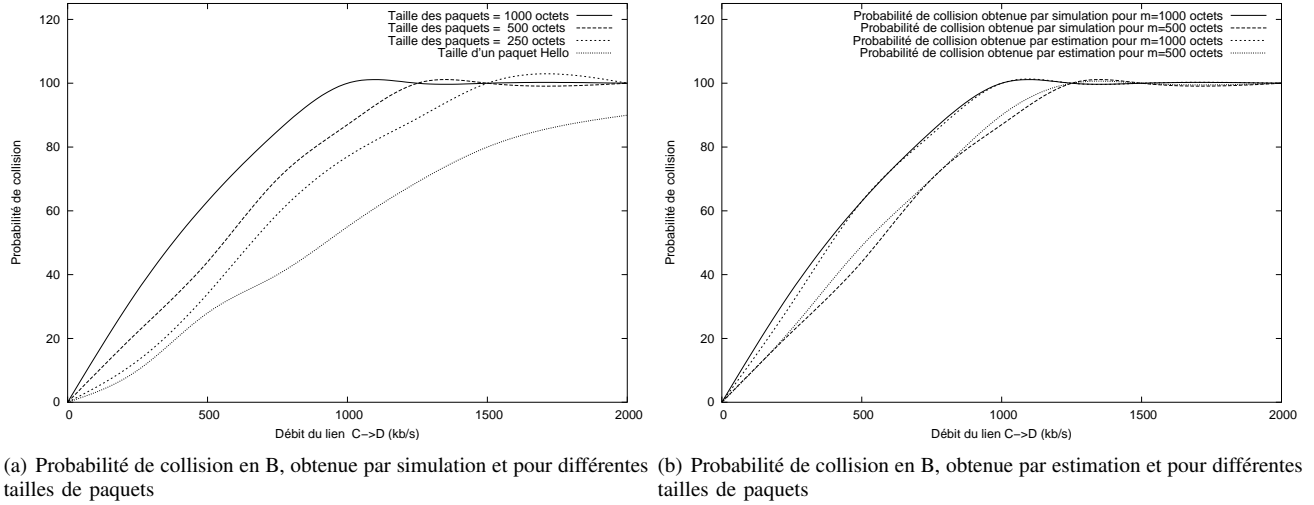 120
100
80
60
40
20
0
0 500 1000 1500 2000
Probabilité de collision
Débit du lien C->D (kb/s)
Taille des paquets = 1000 octets
Taille des paquets = 500 octets
Taille des paquets = 250 octets
Taille d'un paquet Hello
(a) Probabilité de collision en B, obtenue par simulation et pour différentes
tailles de paquets
120
100
80
60
40
20
0
0 500 1000 1500 2000
Probabilité de collision
Débit du lien C->D (kb/s)
Probabilité de collision obtenue par simulation pour m=1000 octets
Probabilité de collision obtenue par simulation pour m=500 octets
Probabilité de collision obtenue par estimation pour m=1000 octets
Probabilité de collision obtenue par estimation pour m=500 octets
(b) Probabilité de collision en B, obtenue par estimation et pour différentes
tailles de paquets